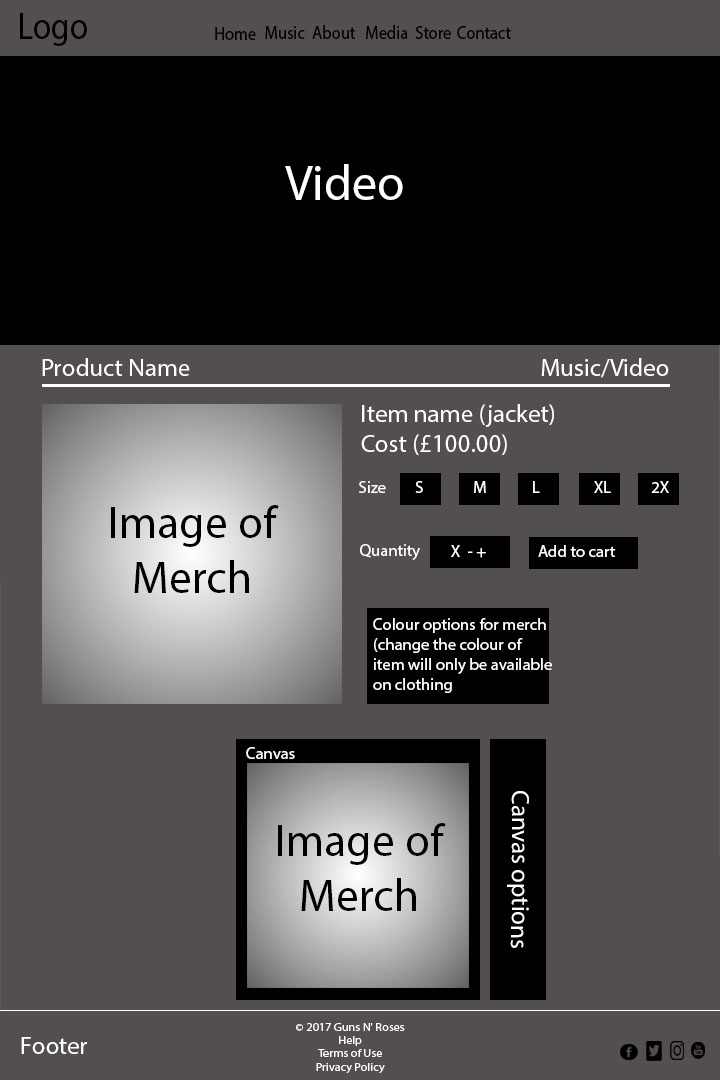 Logo
Home Music About Media Store Contact
Video
Product Name
Music/Video
Image of
Merch
Item name (jacket)
Cost (£100.00)
Size S M L XL 2X
Quantity X - + Add to cart
Colour options for merch
(change the colour of
item will only be available
on clothing
Canvas
Image of
Merch
Canvas options
Footer
© 2017 Guns N' Roses
Help
Terms of Use
Privacy Policy